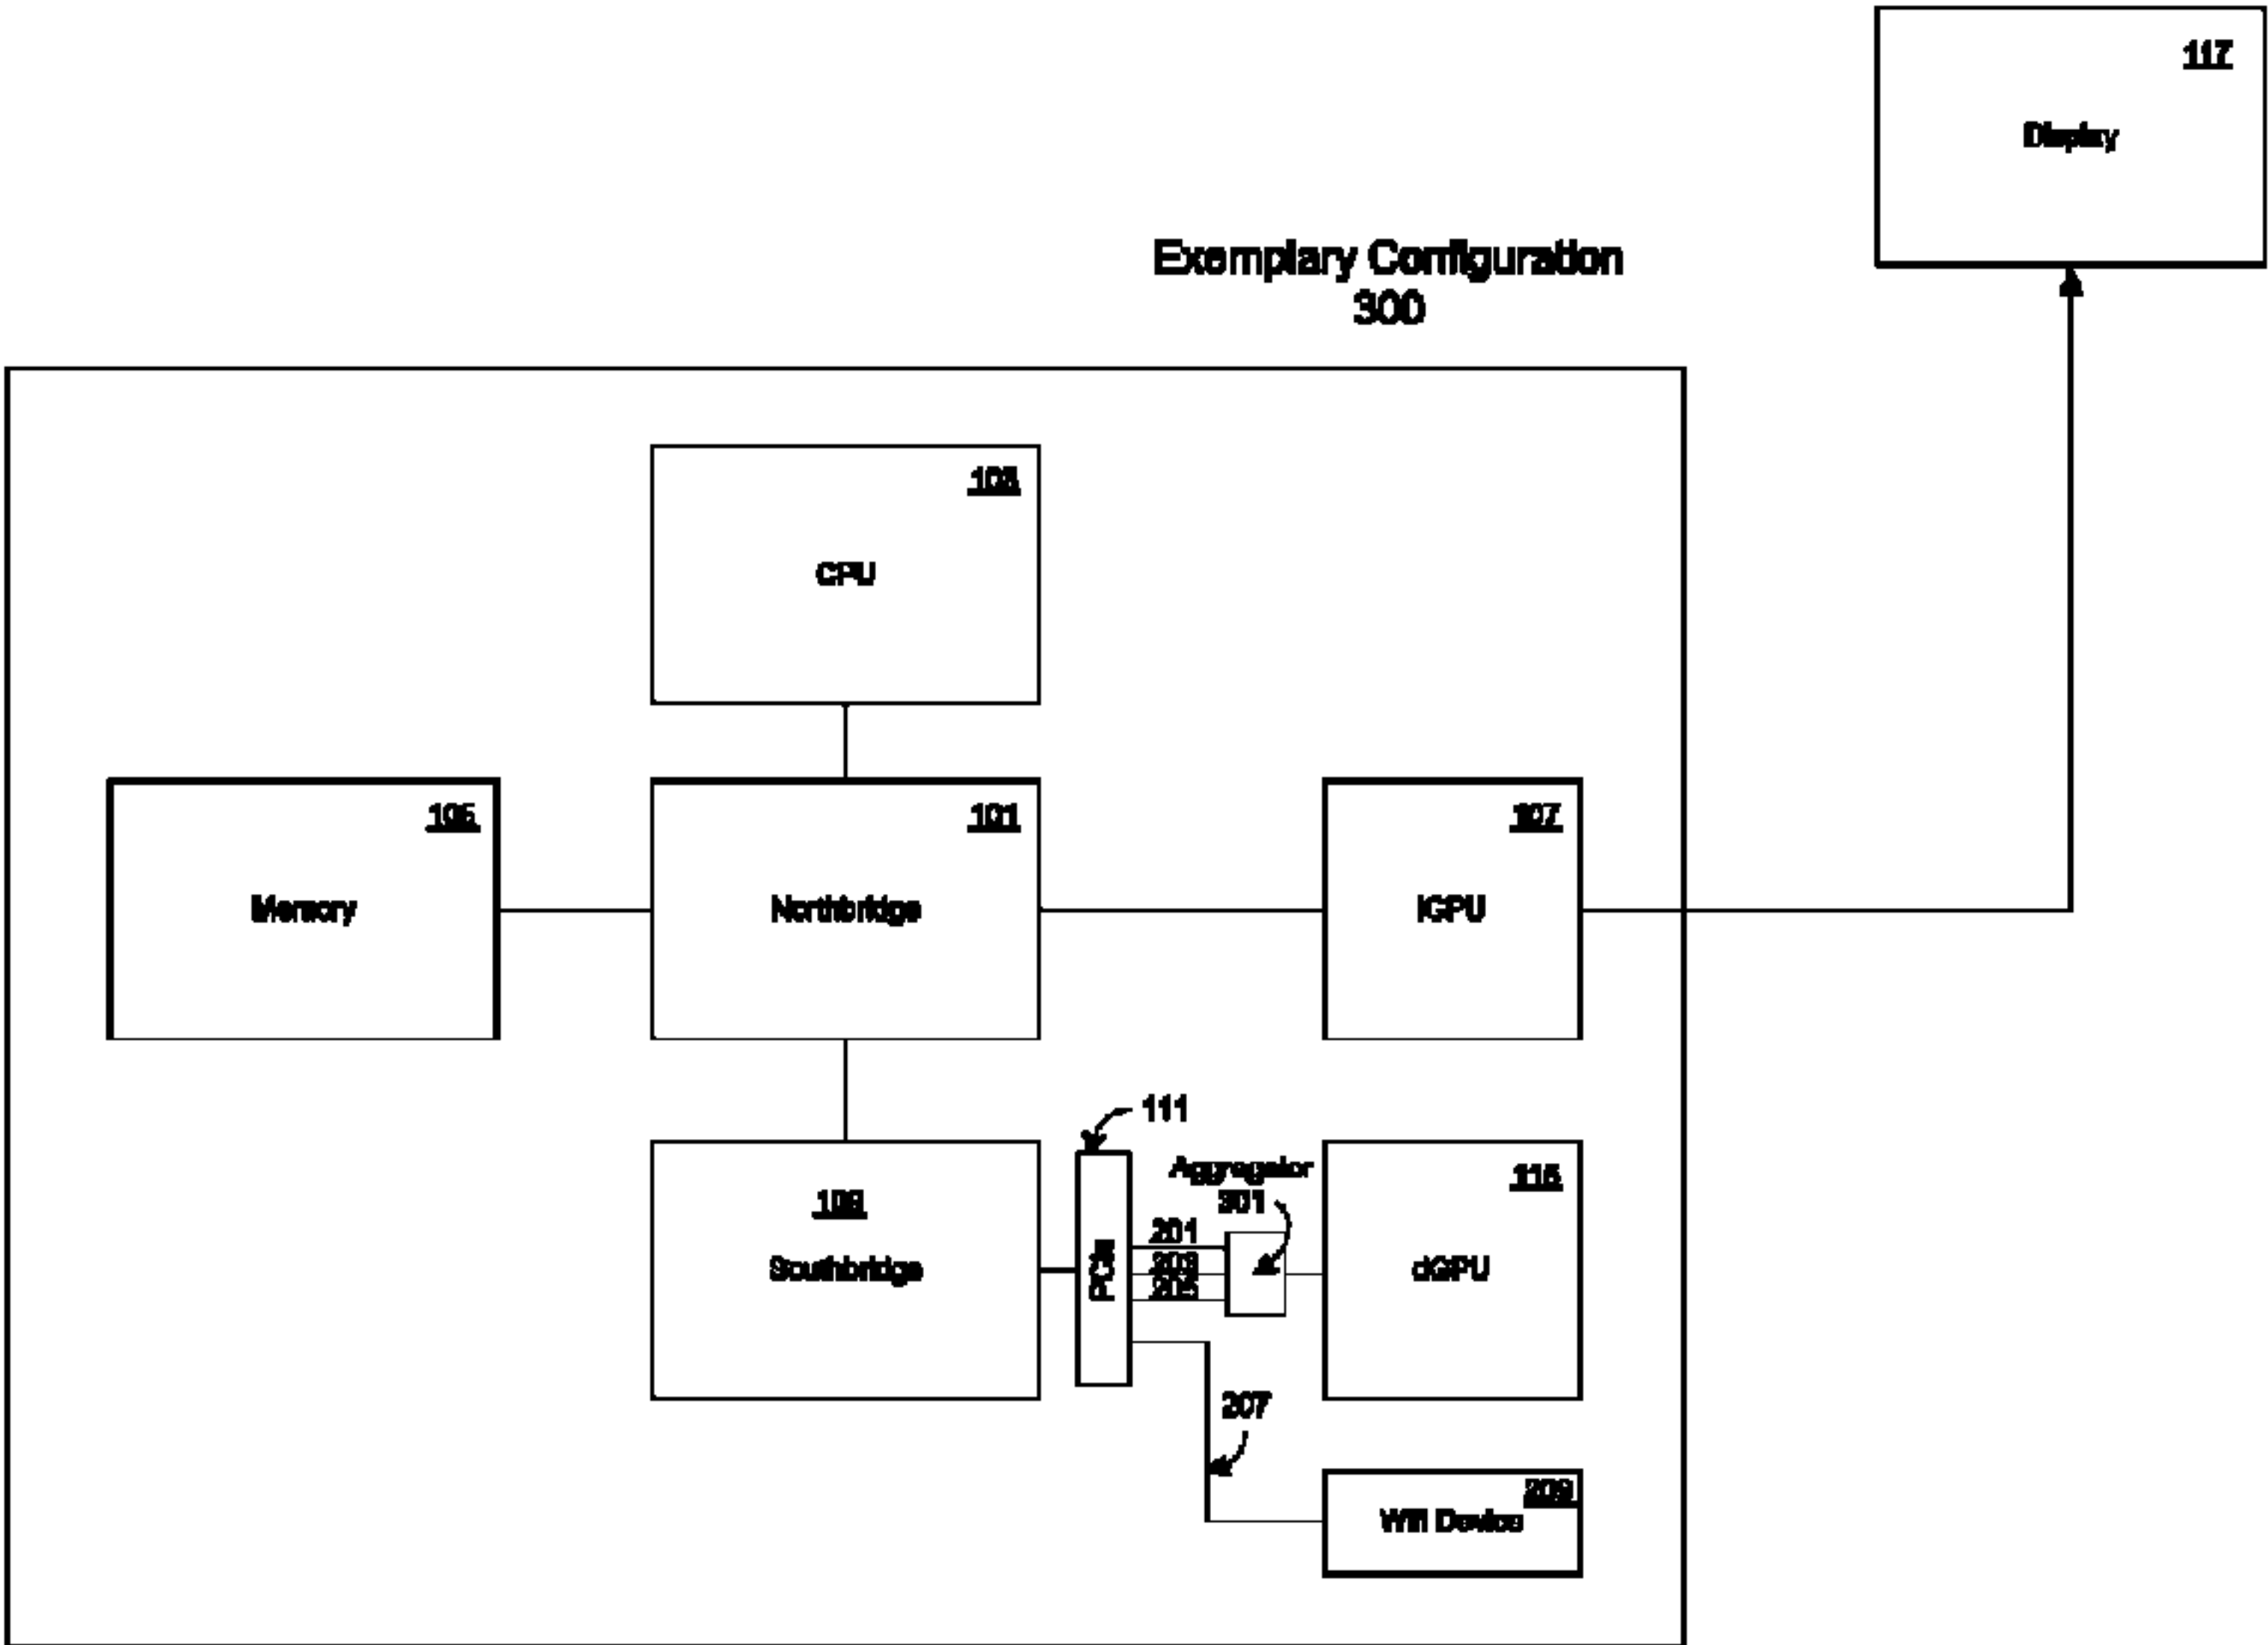 117
Display
Exemplary Configuration
300
CPU
105
Memory
101
Northbridge
107
IGPU
111
109
Southbridge
PCIe
Aggregator
301
201
203
205
115
dGPU
207
209
Wifi Device